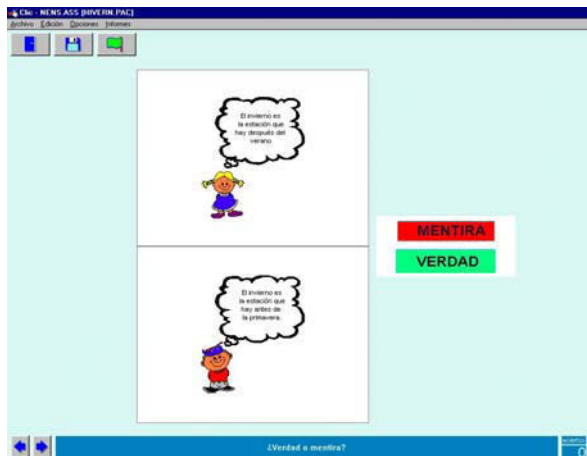 Clic - NENS.ASS [HIVERN.PAC]
Archivo Edición Opciones Informes
El invierno es
la estación que
hay después del
verano.
MENTIRA
VERDAD
El invierno es
la estación que
hay antes de
la primavera.
¿Verdad o mentira?